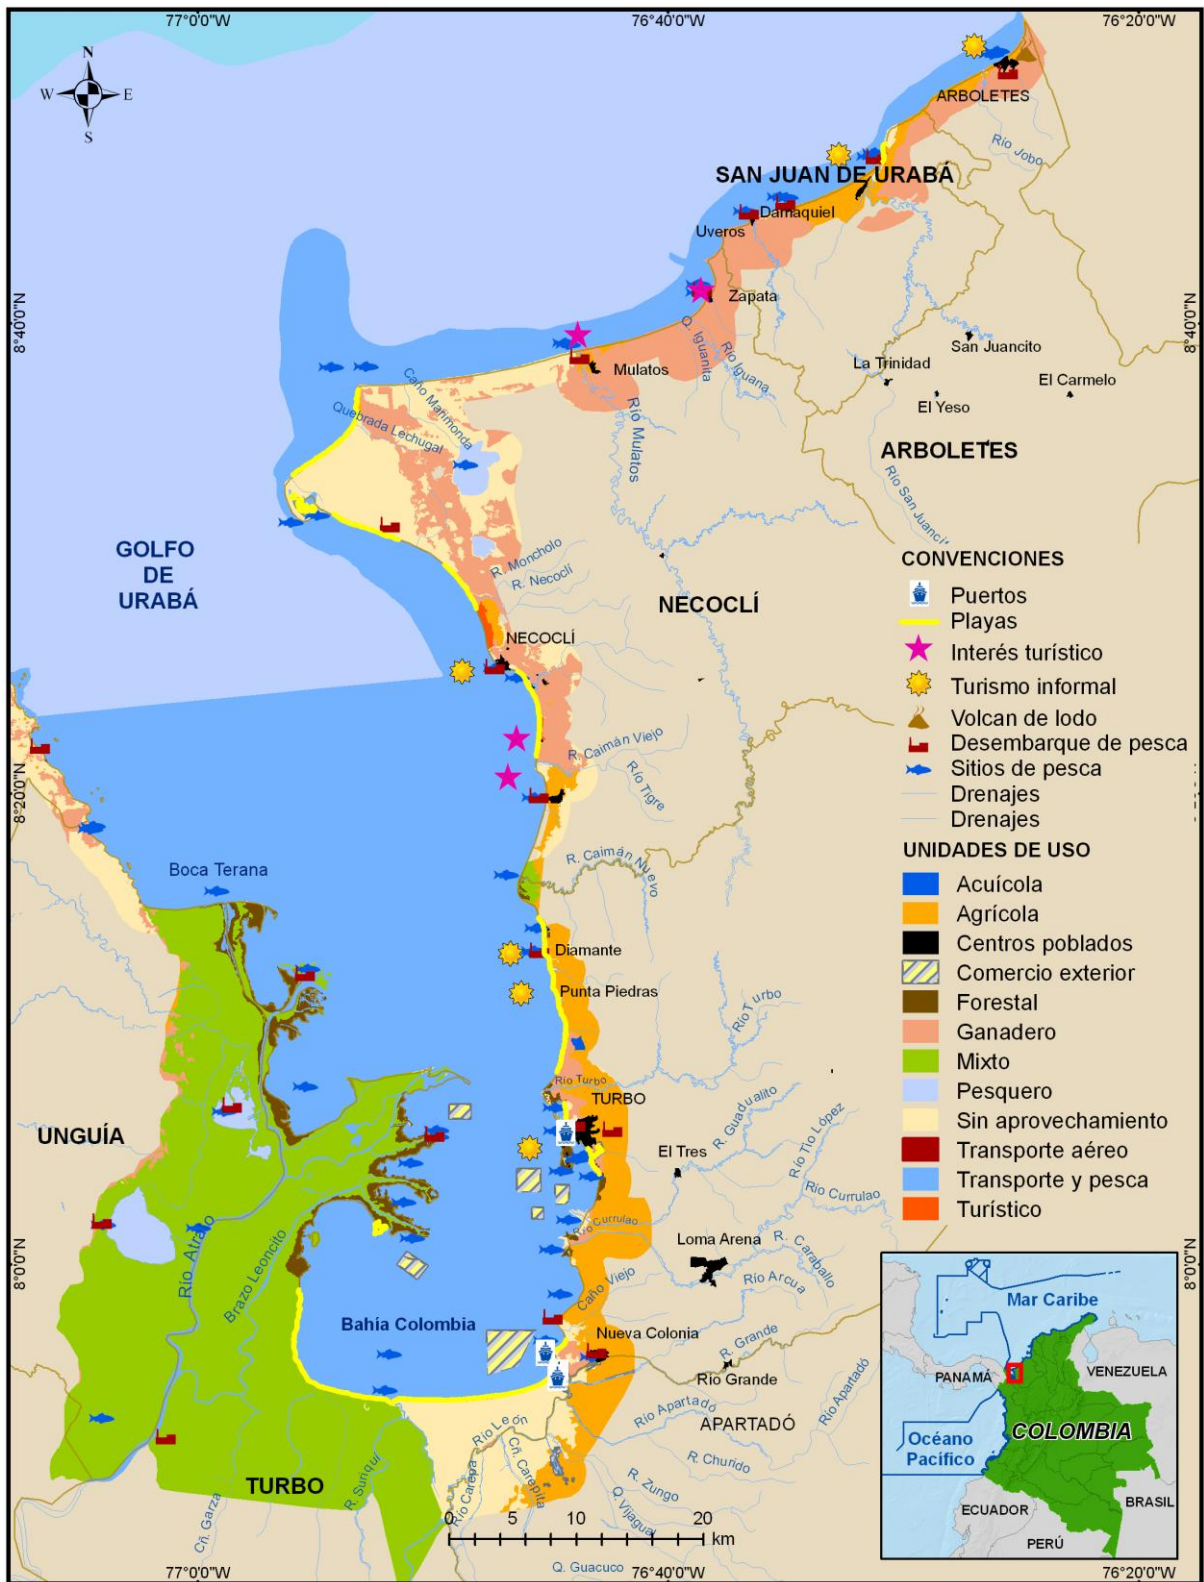 77°0'0"W
76°40'0"W
76°20'0"W
N
W
E
S
ARBOLETES
Río Jobo
SAN JUAN DE URABÁ
Damaquiel
Uveros
Zapata
8°40'0"N
8°40'0"N
Q. Iguanita
Río Iguana
San Juancito
La Trinidad
El Carmelo
El Yeso
Mulatos
Caño Marimonda
Quebrada Lechugal
Río Mulatos
ARBOLETES
Río San Juancito
GOLFO
DE
URABÁ
R. Moncholo
R. Necoclí
NECOCLÍ
NECOCLÍ
CONVENCIONES
Puertos
Playas
Interés turístico
Turismo informal
Volcan de lodo
Desembarque de pesca
Sitios de pesca
Drenajes
Drenajes
UNIDADES DE USO
Acuícola
Agrícola
Centros poblados
Comercio exterior
Forestal
Ganadero
Mixto
Pesquero
Sin aprovechamiento
Transporte aéreo
Transporte y pesca
Turístico
R. Caimán Viejo
Río Tigre
8°20'0"N
R. Caimán Nuevo
Boca Terana
Diamante
Punta Piedras
Río Turbo
Río Turbo
TURBO
R. Guadualito
Río Tio López
UNGUÍA
El Tres
Río Currulao
Río Currulao
Loma Arena
R. Caraballo
Río Arcua
8°0'0"N
8°0'0"N
Río Atrato
Brazo Leoncito
Caño Viejo
Bahía Colombia
Nueva Colonia
R. Grande
Río Grande
Río Apartadó
Río Apartadó
APARTADÓ
Río León
R. Churido
Río Carepa
Cñ. Carepita
R. Zungo
Q. Vijagual
TURBO
R. Suriquí
Cñ. Garza
0
5
10
20
km
Q. Guacuco
Mar Caribe
PANAMÁ
VENEZUELA
COLOMBIA
Océano
Pacífico
ECUADOR
BRASIL
PERÚ
77°0'0"W
76°40'0"W
76°20'0"W